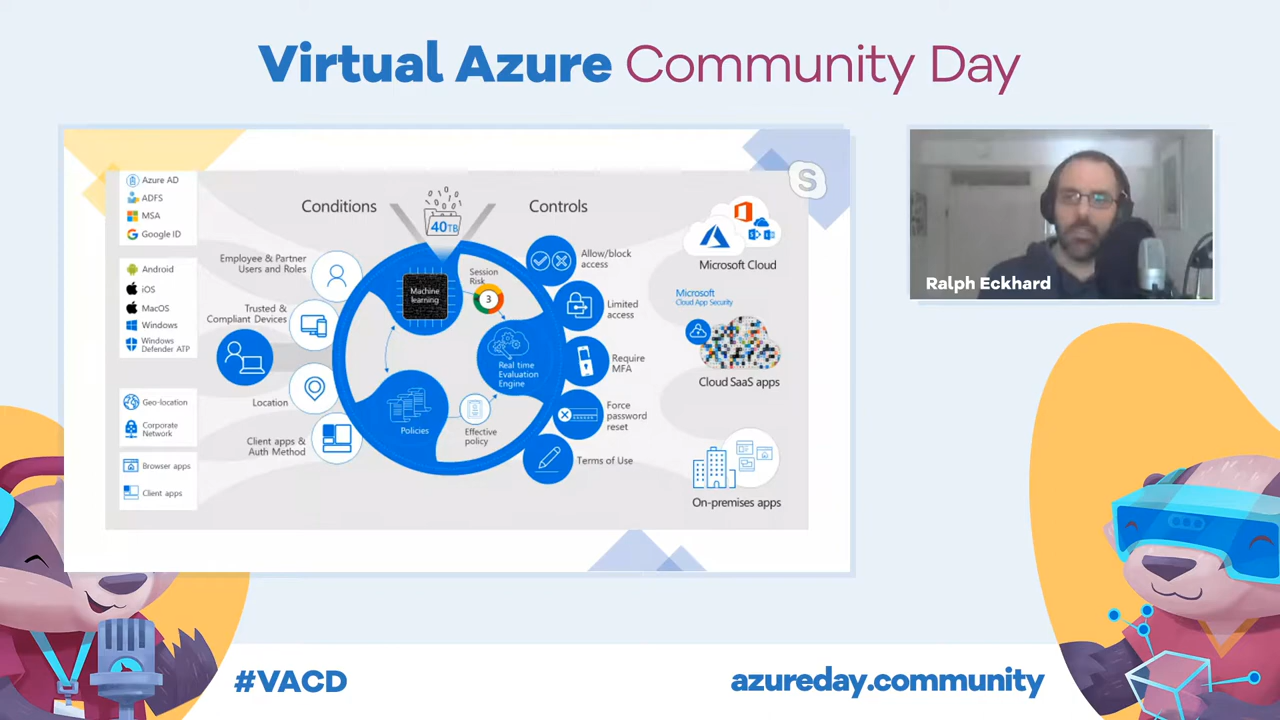 Virtual Azure Community Day
Azure AD
ADFS
MSA
Google ID
Android
iOS
MacOS
Windows
Windows
Defender ATP
Geo-location
Corporate
Network
Browser apps
Client apps
Conditions
Employee & Partner
Users and Roles
Trusted &
Compliant Devices
Location
Client apps &
Auth Method
40TB
Machine
learning
Session
Risk
3
Real time
Evaluation
Engine
Policies
Effective
policy
Controls
Allow/block
access
Limited
access
Require
MFA
Force
password
reset
Terms of Use
S
Microsoft Cloud
Microsoft
Cloud App Security
Cloud SaaS apps
On-premises apps
Ralph Eckhard
#VACD
azureday.community